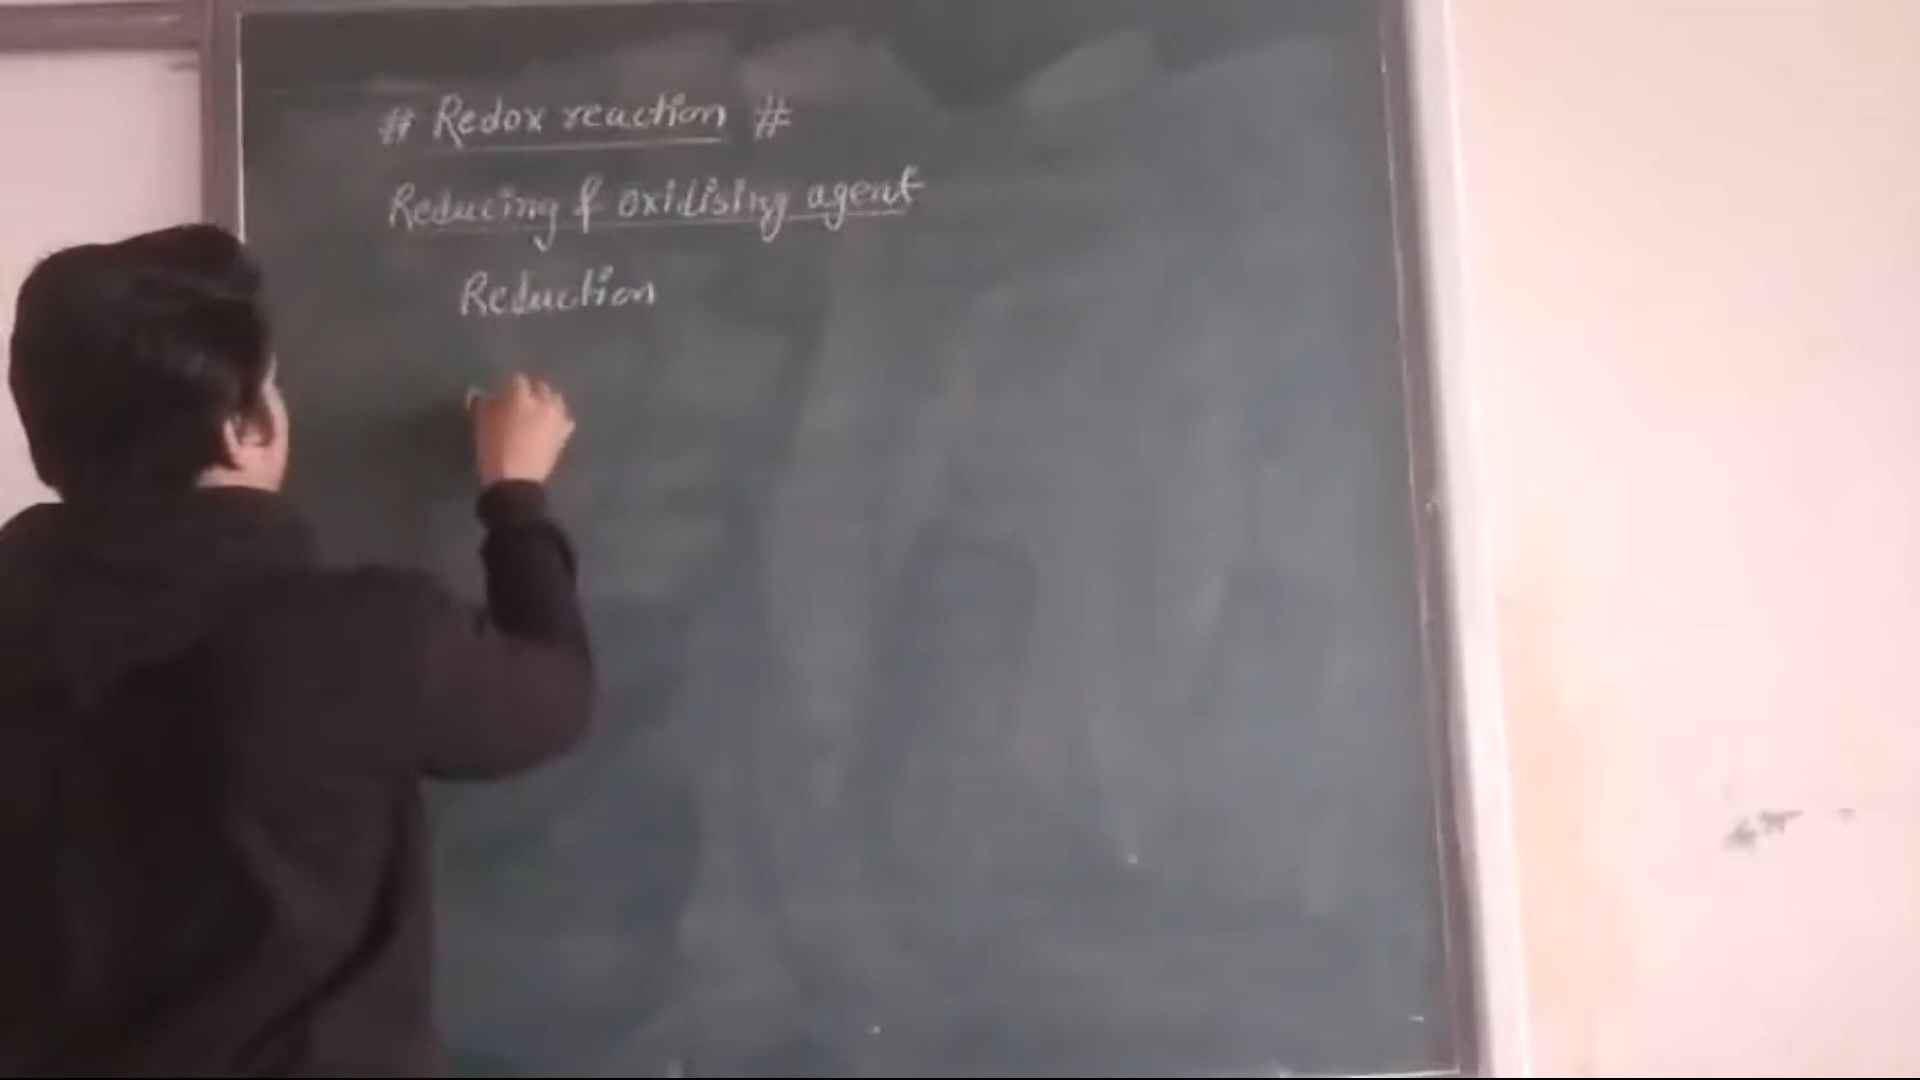 # Redox reaction #
Reducing & oxidising agent
Reduction